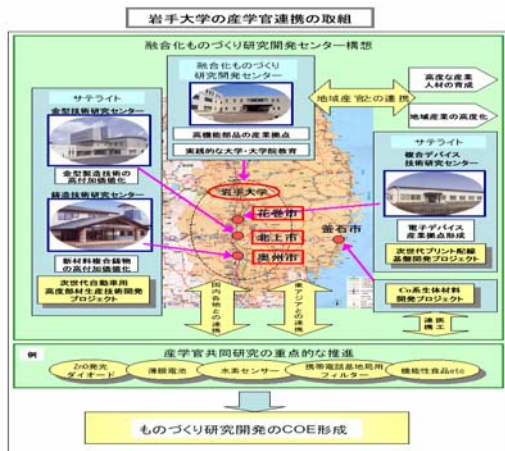 岩手大学の産学官連携の取組
融合化ものづくり研究開発センター構想
融合化ものづくり
研究開発センター
高機能部品の産業拠点
実践的な大学・大学院教育
地域産官との連携
高度な産業
人材の育成
地域産業の高度化
サテライト
金型技術研究センター
金型製造技術の
高付加価値化
鋳造技術研究センター
新材料複合鋳物
の高付加価値化
次世代自動車用
高度部材生産技術開発
プロジェクト
岩手大学
花巻市
北上市
奥州市
釜石市
サテライト
複合デバイス
技術研究センター
電子デバイス
産業拠点形成
次世代プリント配線
基盤開発プロジェクト
Co系生体材料
開発プロジェクト
国内各地との連携
東アジアとの連携
例
産学官共同研究の重点的な推進
ZnO発光
ダイオード
薄膜電池
水素センサー
携帯電話基地局用
フィルター
機能性食品etc
ものづくり研究開発のCOE形成